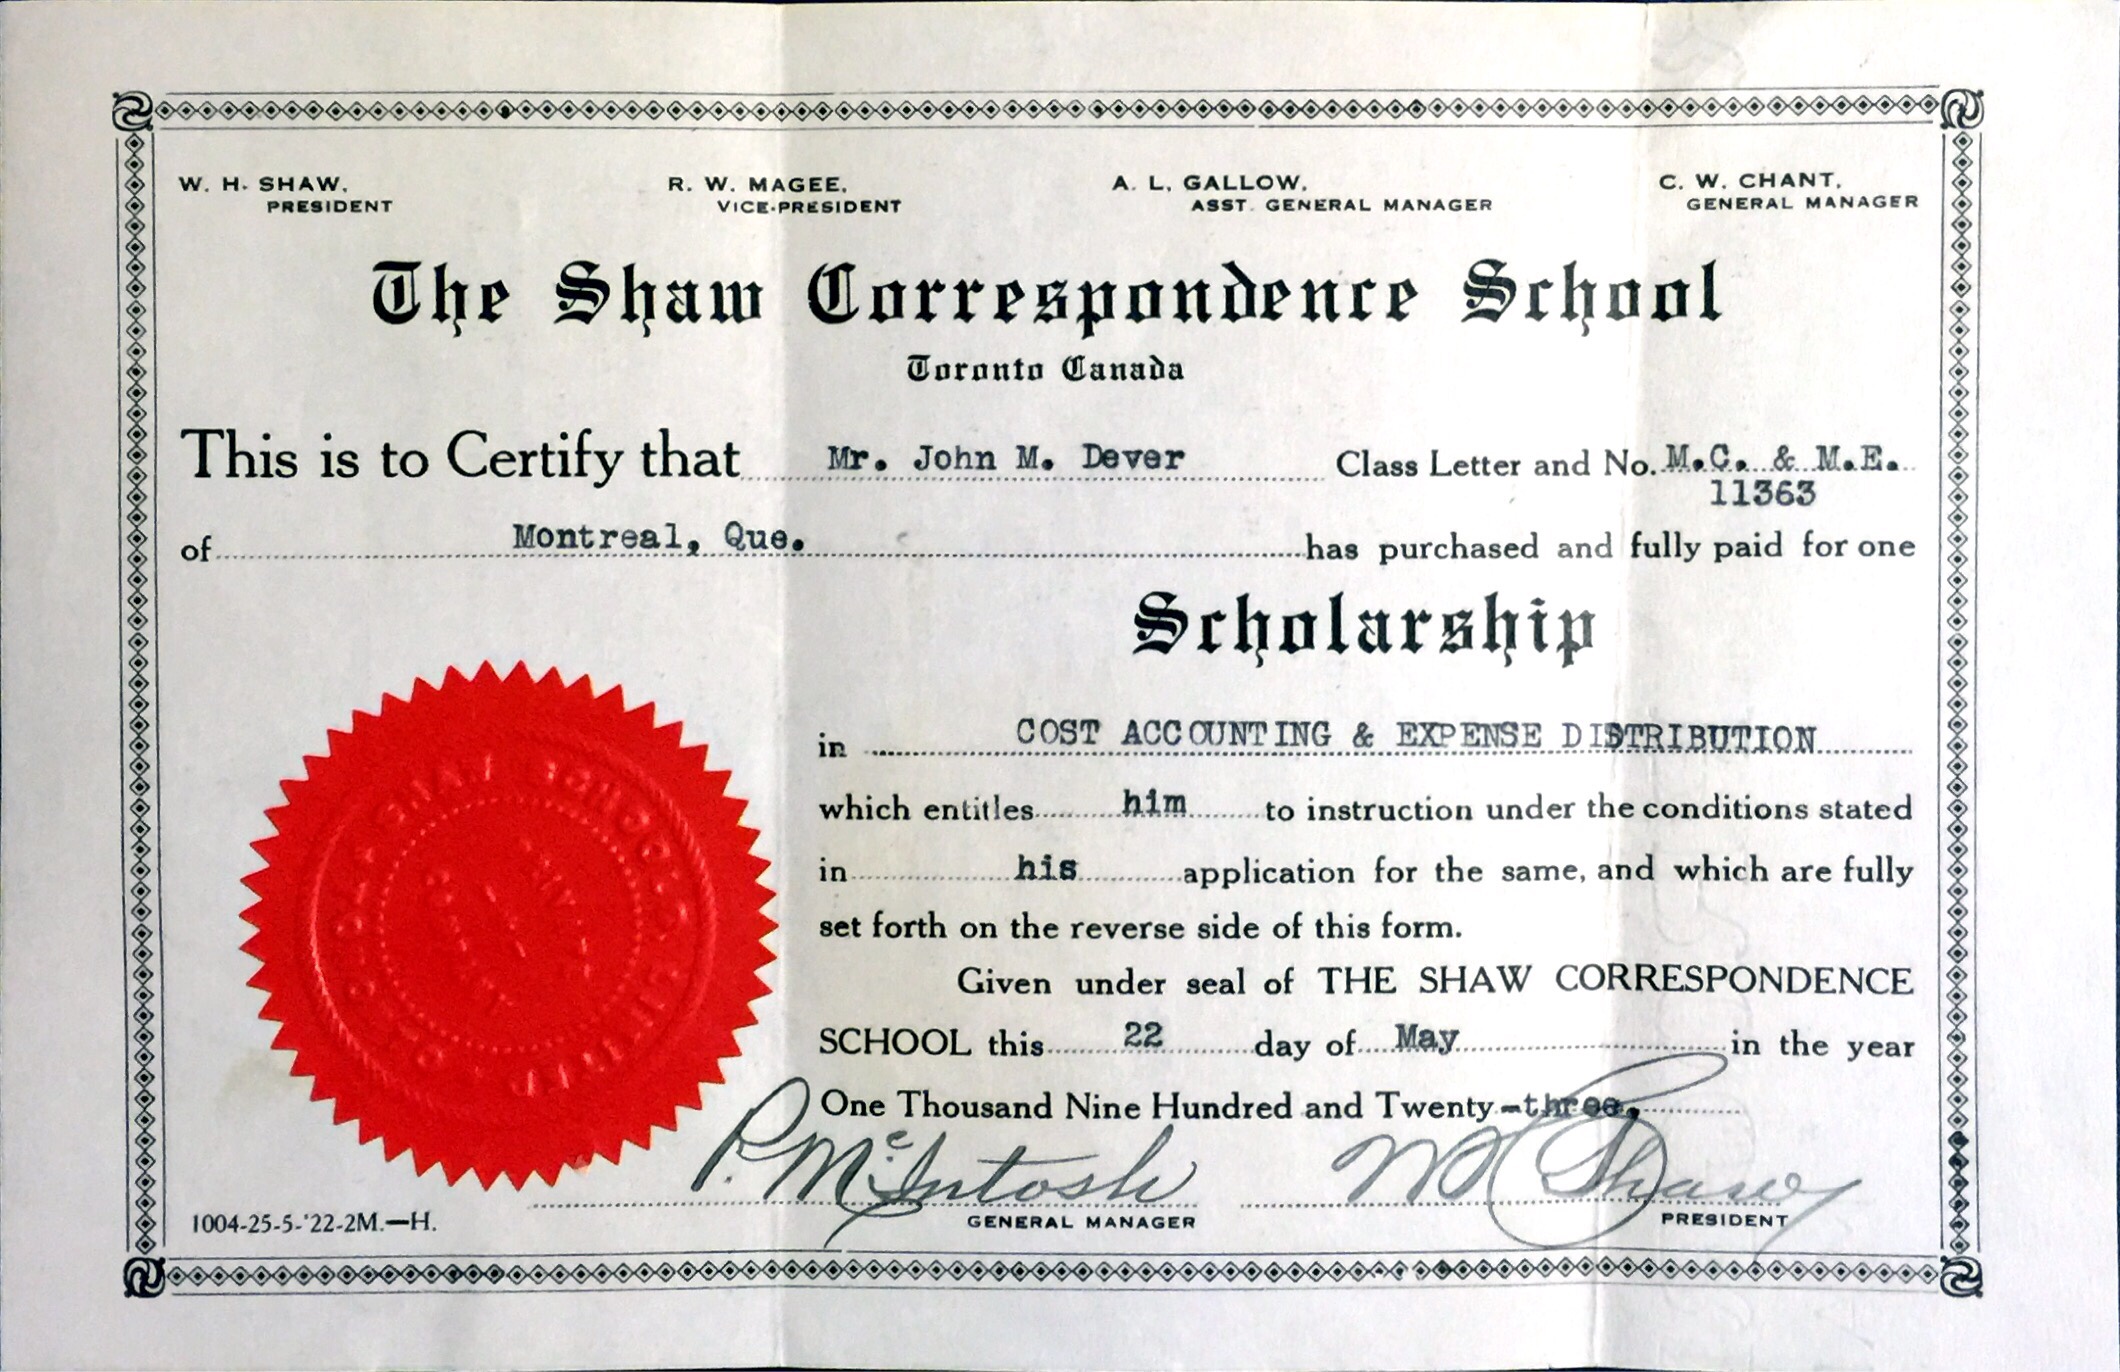 W. H. SHAW, PRESIDENT
R. W. MAGEE, VICE-PRESIDENT
A. L. GALLOW, ASST. GENERAL MANAGER
C. W. CHANT, GENERAL MANAGER
The Shaw Correspondence School
Toronto Canada
This is to Certify that Mr. John M. Dever Class Letter and No. M.C. & M.E.
11363
of Montreal, Que. has purchased and fully paid for one
Scholarship
in COST ACCOUNTING & EXPENSE DISTRIBUTION
which entitles him to instruction under the conditions stated
in his application for the same, and which are fully
set forth on the reverse side of this form.
Given under seal of THE SHAW CORRESPONDENCE
SCHOOL this 22 day of May in the year
One Thousand Nine Hundred and Twenty-three.
P. McIntosh
W H Shaw
GENERAL MANAGER
PRESIDENT
1004-25-5-'22-2M.—H.